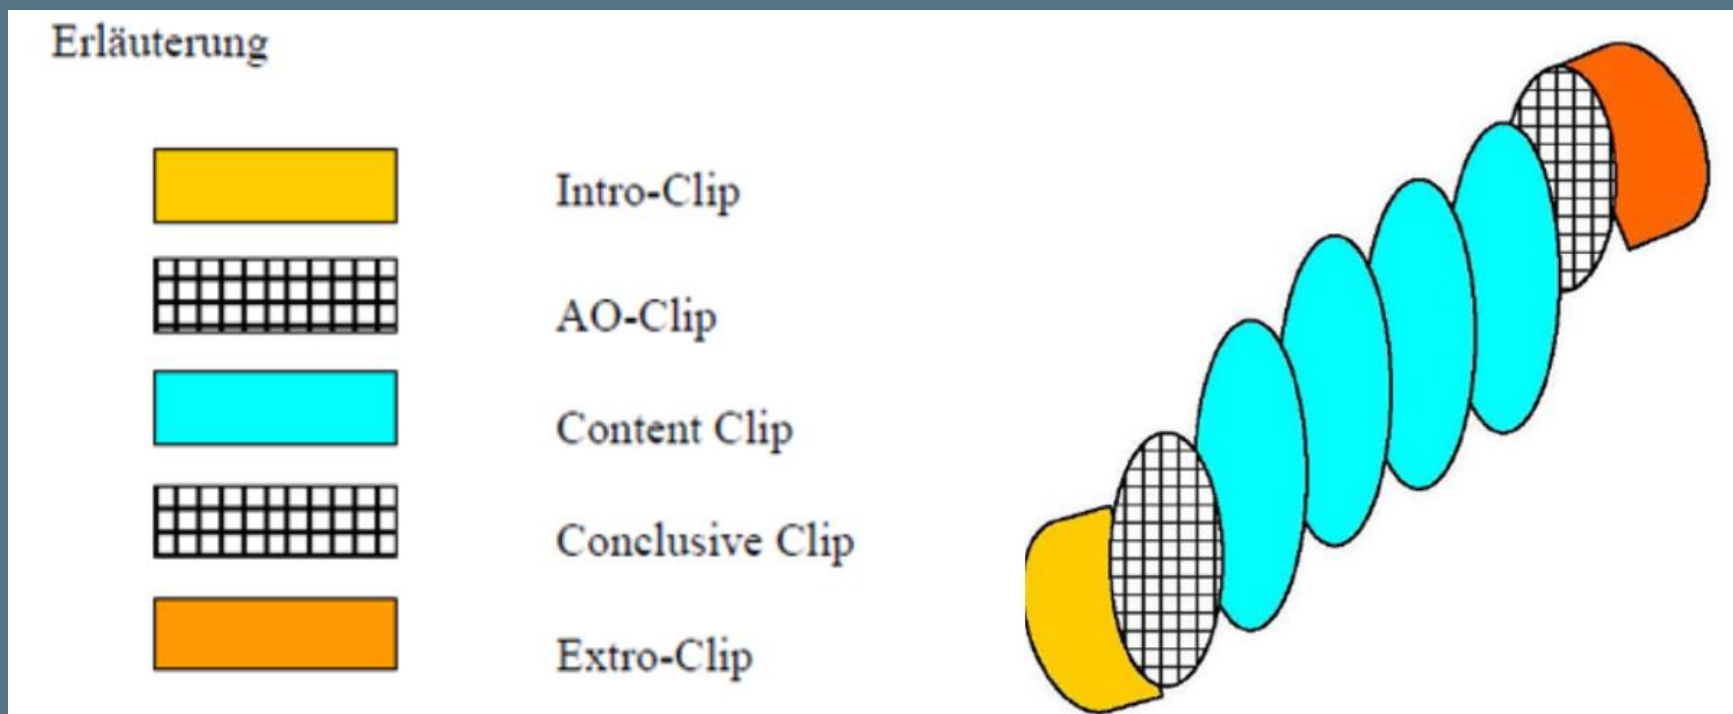 Erläuterung
Intro-Clip
AO-Clip
Content Clip
Conclusive Clip
Extro-Clip